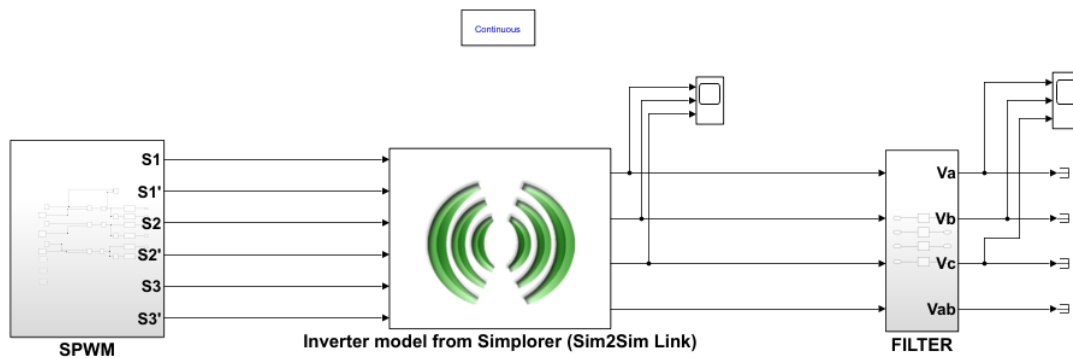 Continuous
S1
S1'
S2
S2'
S3
S3'
SPWM
Inverter model from Simplorer (Sim2Sim Link)
Va
Vb
Vc
Vab
FILTER